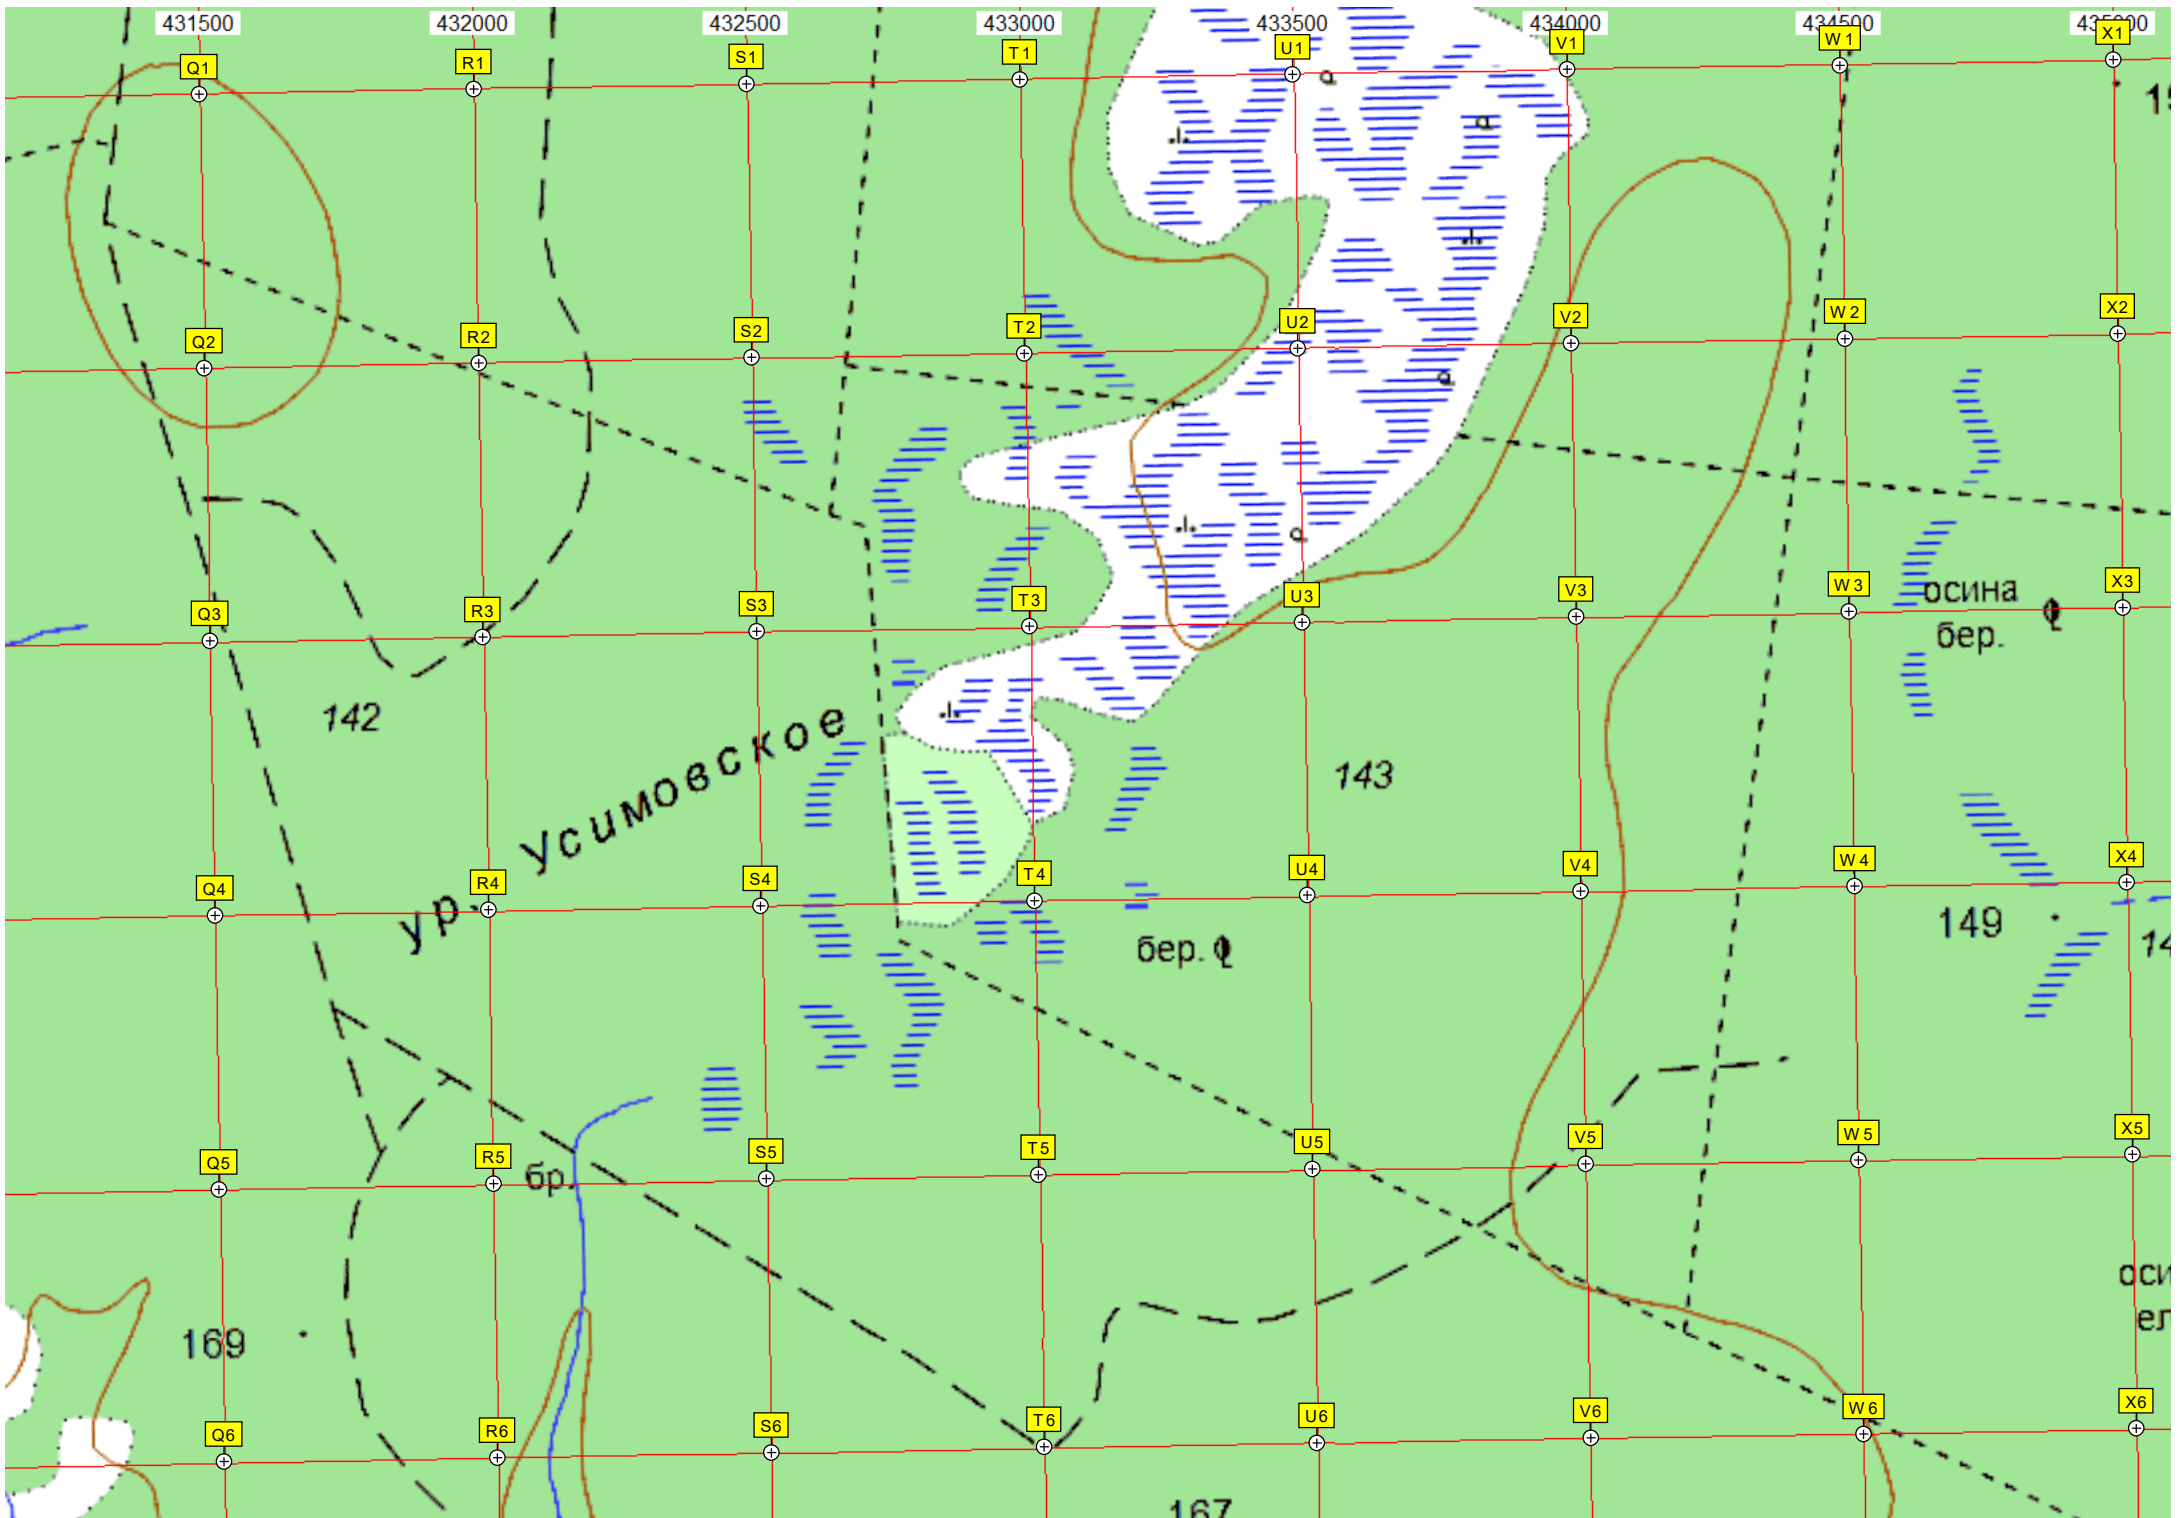 431500 432000 432500 433000 433500 434000 434500 435000
Q1 R1 S1 T1 U1 V1 W1 X1
Q2 R2 S2 T2 U2 V2 W2 X2
Q3 R3 S3 T3 U3 V3 W3 X3
осина
бер.
142
ур. Усимовское
143
Q4 R4 S4 T4 U4 V4 W4 X4
бер.
149
Q5 R5 S5 T5 U5 V5 W5 X5
бр.
169
Q6 R6 S6 T6 U6 V6 W6 X6
167